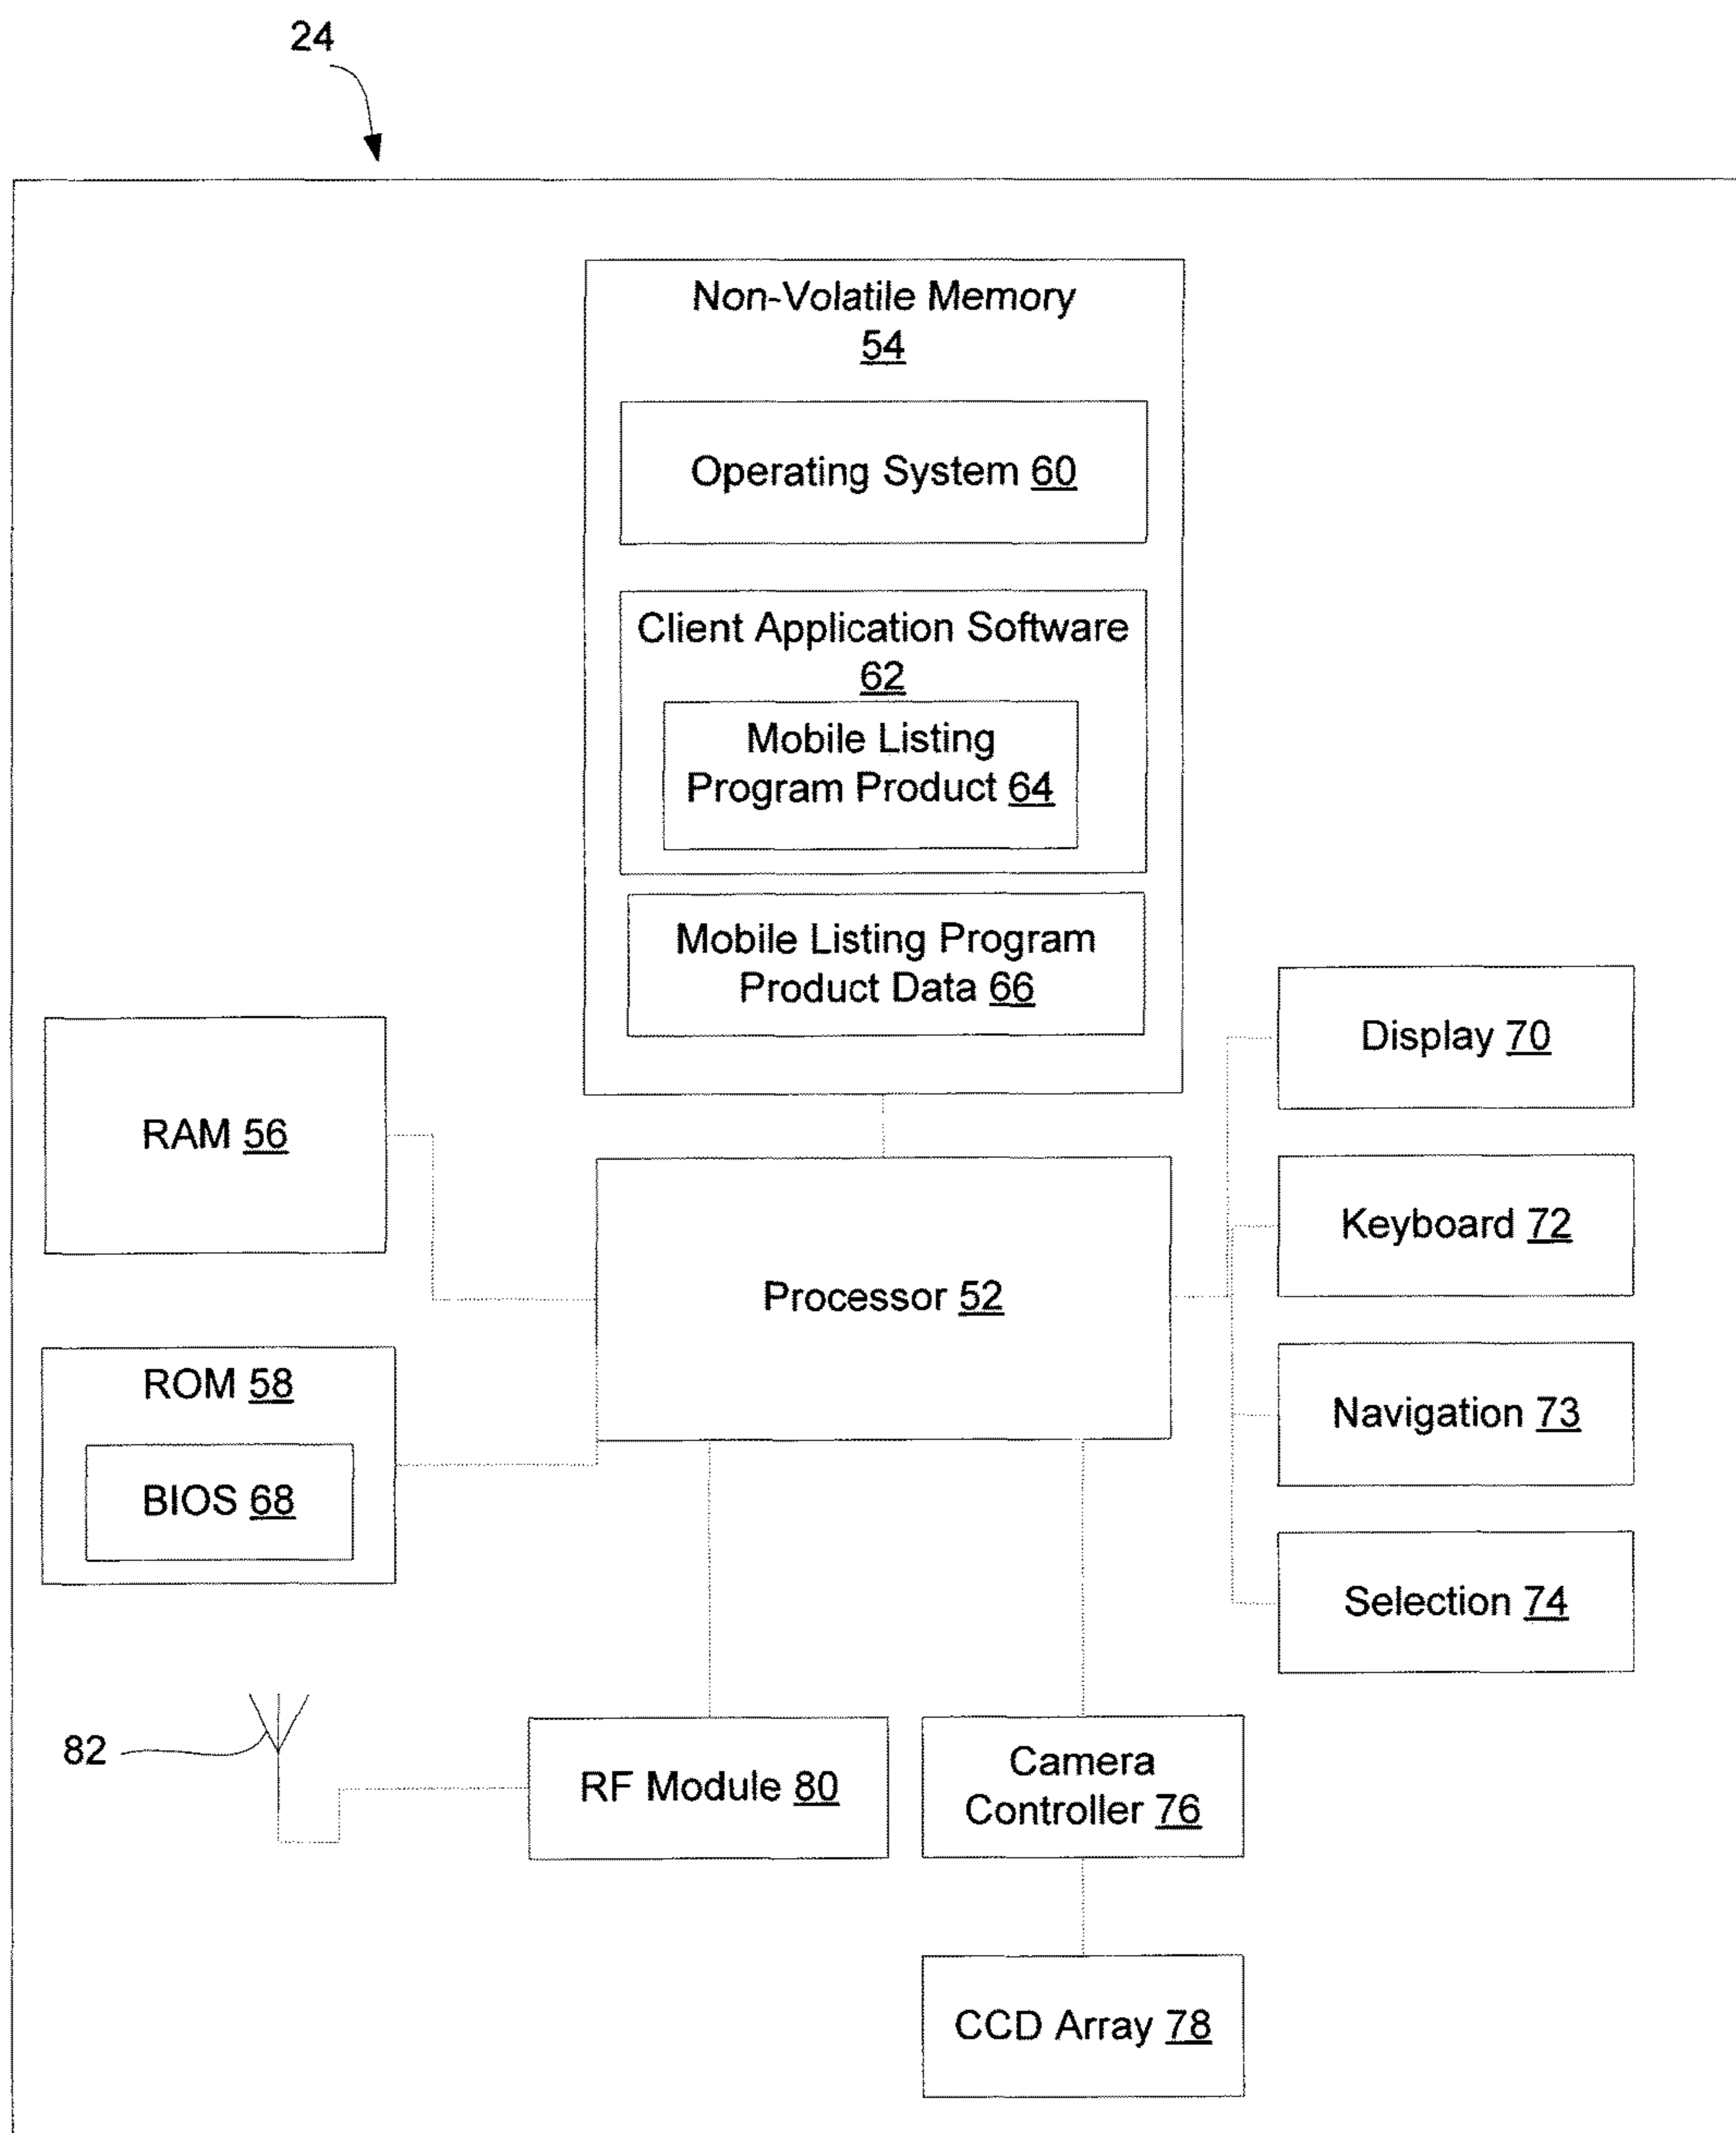 24
Non-Volatile Memory
54
Operating System 60
Client Application Software
62
Mobile Listing
Program Product 64
Mobile Listing Program
Product Data 66
RAM 56
Display 70
Keyboard 72
Processor 52
ROM 58
BIOS 68
Navigation 73
Selection 74
82
RF Module 80
Camera
Controller 76
CCD Array 78